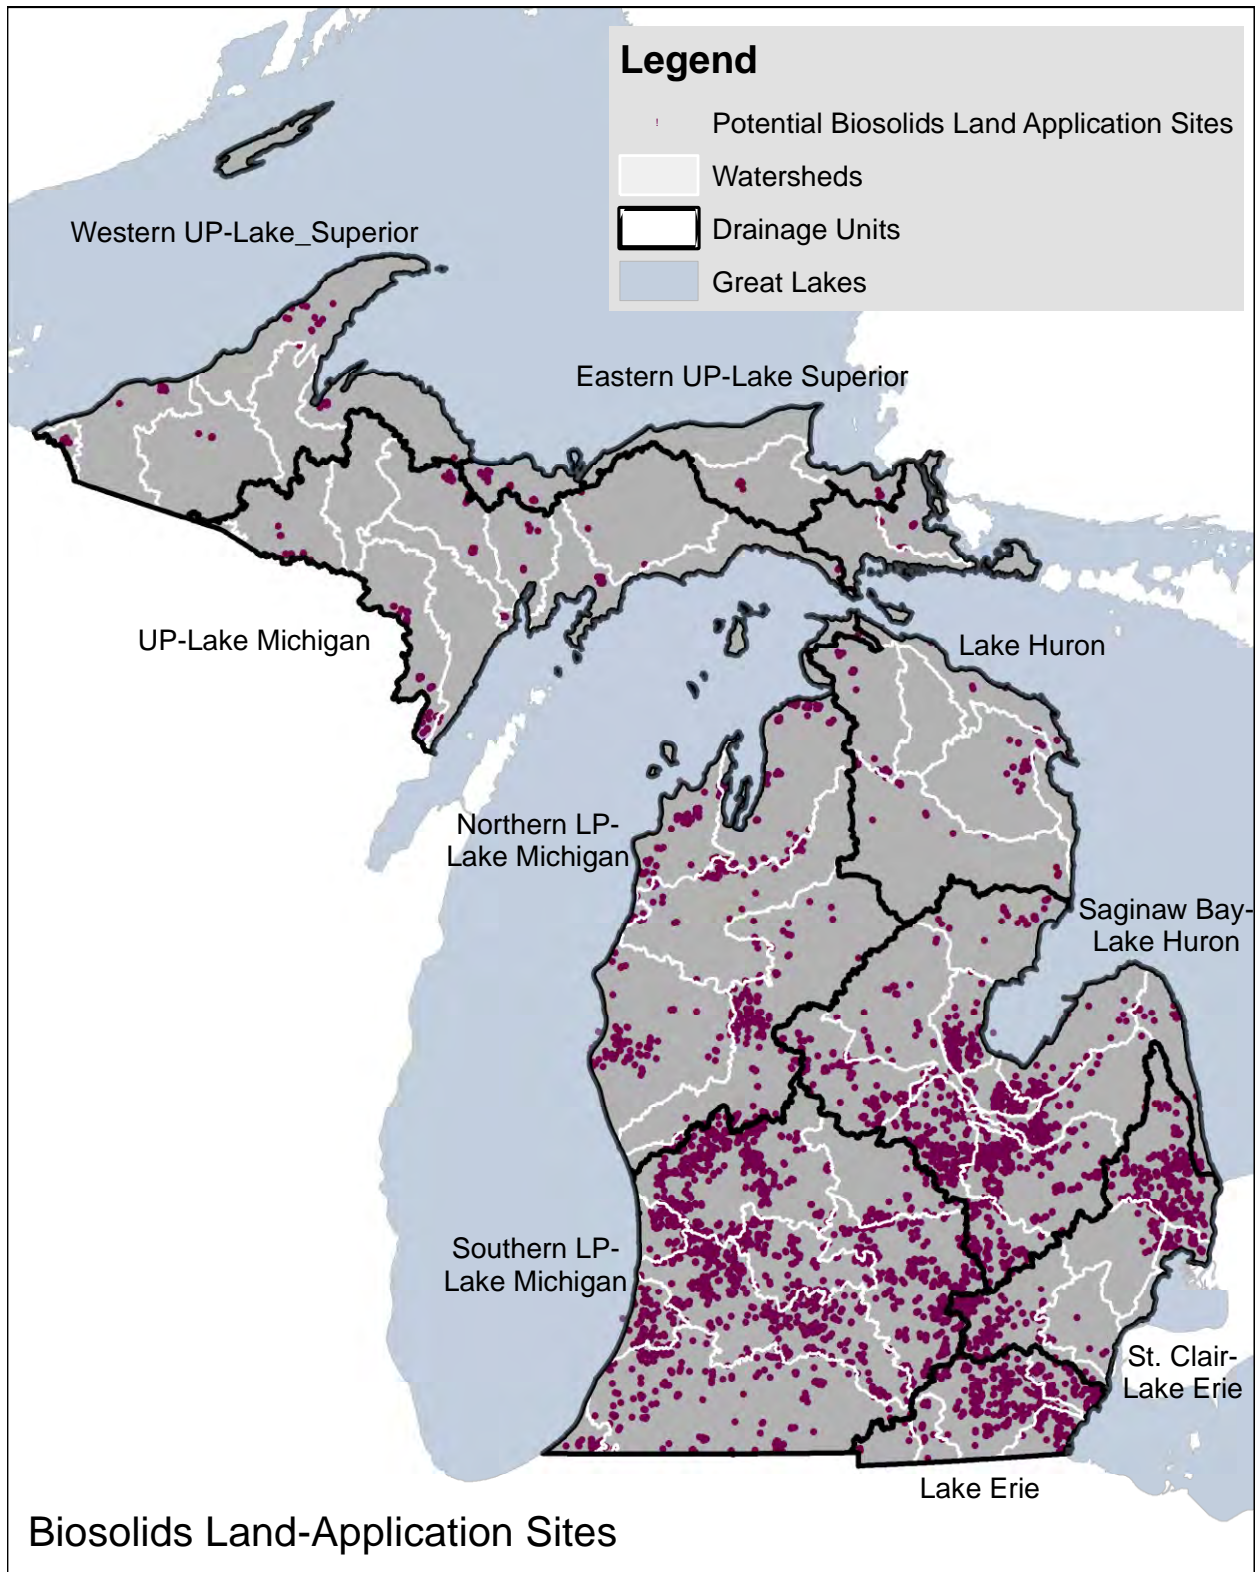 Legend
Potential Biosolids Land Application Sites
Watersheds
Drainage Units
Great Lakes
Western UP-Lake_Superior
Eastern UP-Lake Superior
UP-Lake Michigan
Lake Huron
Northern LP-
Lake Michigan
Saginaw Bay-
Lake Huron
Southern LP-
Lake Michigan
St. Clair-
Lake Erie
Lake Erie
Biosolids Land-Application Sites